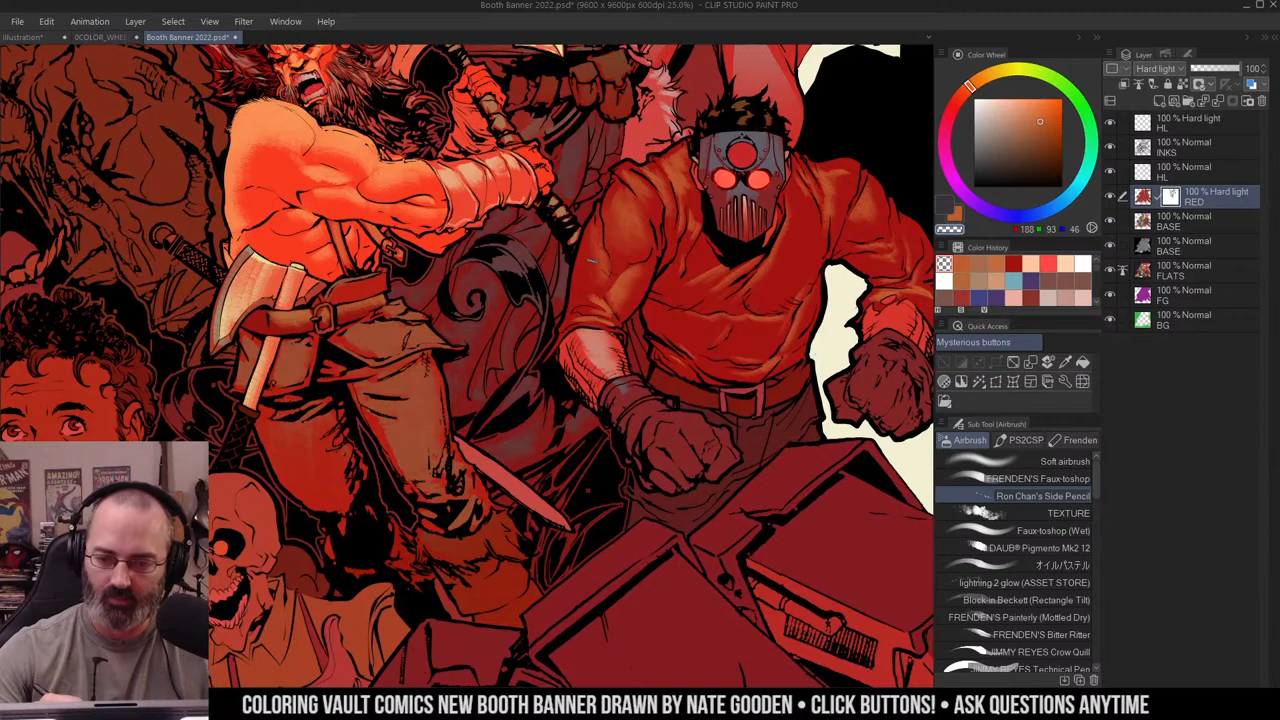 Booth Banner 2022.psd* (9600 x 9600px 600dpi 25.0%) - CLIP STUDIO PAINT PRO
File Edit Animation Layer Select View Filter Window Help
Illustration* 0COLOR_WHEE Booth Banner 2022.psd*
Color Wheel
188 93 46
Color History
H S V
Quick Access
Mysterious buttons
Sub Tool [Airbrush]
Airbrush PS2CSP Frenden
Soft airbrush
FRENDEN'S Faux-toshop
Ron Chan's Side Pencil
TEXTURE
Faux-toshop (Wet)
DAUB® Pigmento Mk2 12
オイルパステル
lightning 2 glow (ASSET STORE)
Block-in Beckett (Rectangle Tilt)
FRENDEN'S Painterly (Mottled Dry)
FRENDEN'S Bitter Ritter
JIMMY REYES Crow Quill
JIMMY REYES Technical Pen
Layer
Hard light 100
100 % Hard light
HL
100 % Normal
INKS
100 % Normal
HL
100 % Hard light
RED
100 % Normal
BASE
100 % Normal
BASE
100 % Normal
FLATS
100 % Normal
FG
100 % Normal
BG
AMAZING
COLORING VAULT COMICS NEW BOOTH BANNER DRAWN BY NATE GOODEN • CLICK BUTTONS! • ASK QUESTIONS ANYTIME